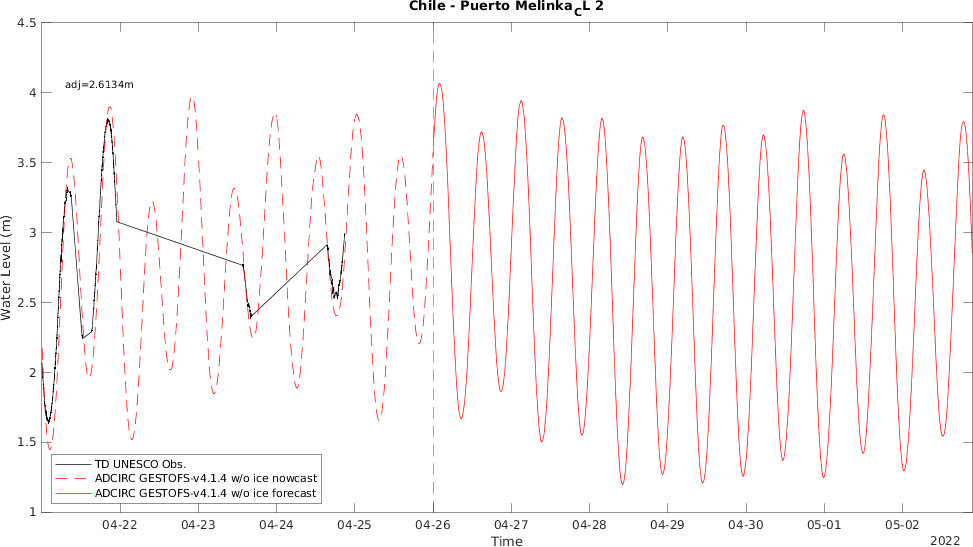 Chile - Puerto Melinka_CL 2
4.5
4
3.5
3
2.5
2
1.5
1
Water Level (m)
adj=2.6134m
TD UNESCO Obs.
ADCIRC GESTOFS-v4.1.4 w/o ice nowcast
ADCIRC GESTOFS-v4.1.4 w/o ice forecast
04-22 04-23 04-24 04-25 04-26 04-27 04-28 04-29 04-30 05-01 05-02
Time
2022